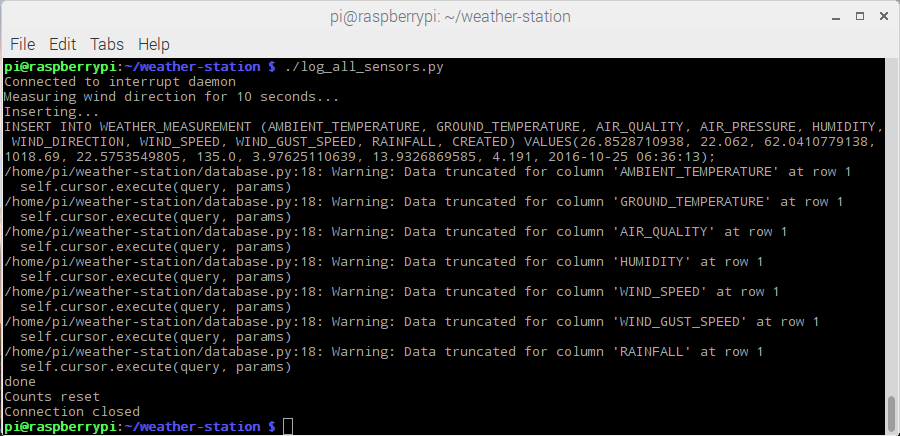 pi@raspberrypi: ~/weather-station
File Edit Tabs Help
pi@raspberrypi:~/weather-station $ ./log_all_sensors.py
Connected to interrupt daemon
Measuring wind direction for 10 seconds...
Inserting...
INSERT INTO WEATHER_MEASUREMENT (AMBIENT_TEMPERATURE, GROUND_TEMPERATURE, AIR_QUALITY, AIR_PRESSURE, HUMIDITY,
 WIND_DIRECTION, WIND_SPEED, WIND_GUST_SPEED, RAINFALL, CREATED) VALUES(26.8528710938, 22.062, 62.0410779138,
1018.69, 22.5753549805, 135.0, 3.97625110639, 13.9326869585, 4.191, 2016-10-25 06:36:13);
/home/pi/weather-station/database.py:18: Warning: Data truncated for column 'AMBIENT_TEMPERATURE' at row 1
  self.cursor.execute(query, params)
/home/pi/weather-station/database.py:18: Warning: Data truncated for column 'GROUND_TEMPERATURE' at row 1
  self.cursor.execute(query, params)
/home/pi/weather-station/database.py:18: Warning: Data truncated for column 'AIR_QUALITY' at row 1
  self.cursor.execute(query, params)
/home/pi/weather-station/database.py:18: Warning: Data truncated for column 'HUMIDITY' at row 1
  self.cursor.execute(query, params)
/home/pi/weather-station/database.py:18: Warning: Data truncated for column 'WIND_SPEED' at row 1
  self.cursor.execute(query, params)
/home/pi/weather-station/database.py:18: Warning: Data truncated for column 'WIND_GUST_SPEED' at row 1
  self.cursor.execute(query, params)
/home/pi/weather-station/database.py:18: Warning: Data truncated for column 'RAINFALL' at row 1
  self.cursor.execute(query, params)
done
Counts reset
Connection closed
pi@raspberrypi:~/weather-station $